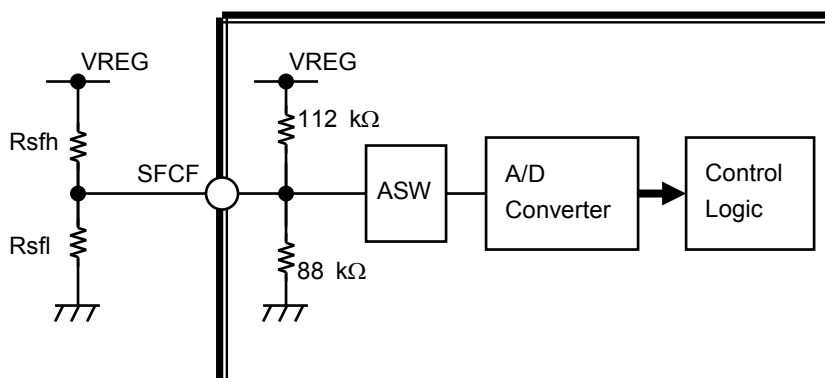 VREG
VREG
Rsfh
112 kΩ
SFCF
ASW
A/D
Converter
Control
Logic
Rsfl
88 kΩ